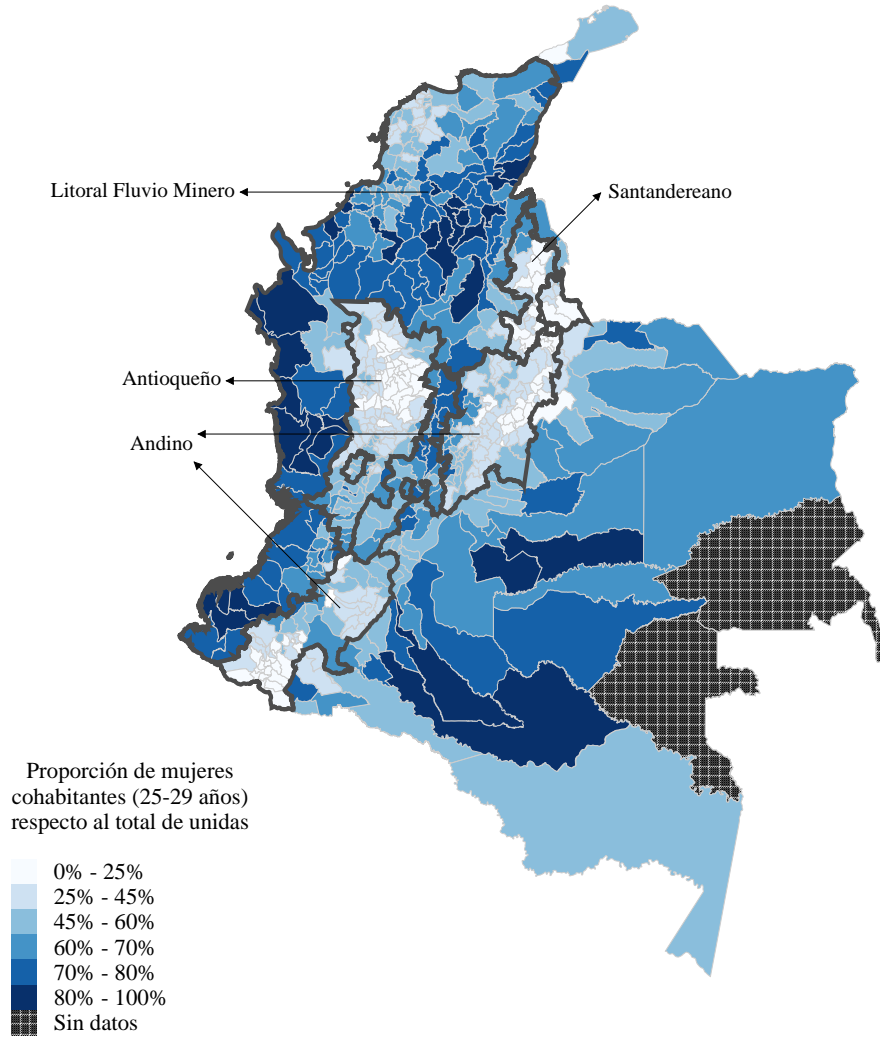 Litoral Fluvio Minero
Santandereano
Antioqueño
Andino
Proporción de mujeres
cohabitantes (25-29 años)
respecto al total de unidas
0% - 25%
25% - 45%
45% - 60%
60% - 70%
70% - 80%
80% - 100%
Sin datos